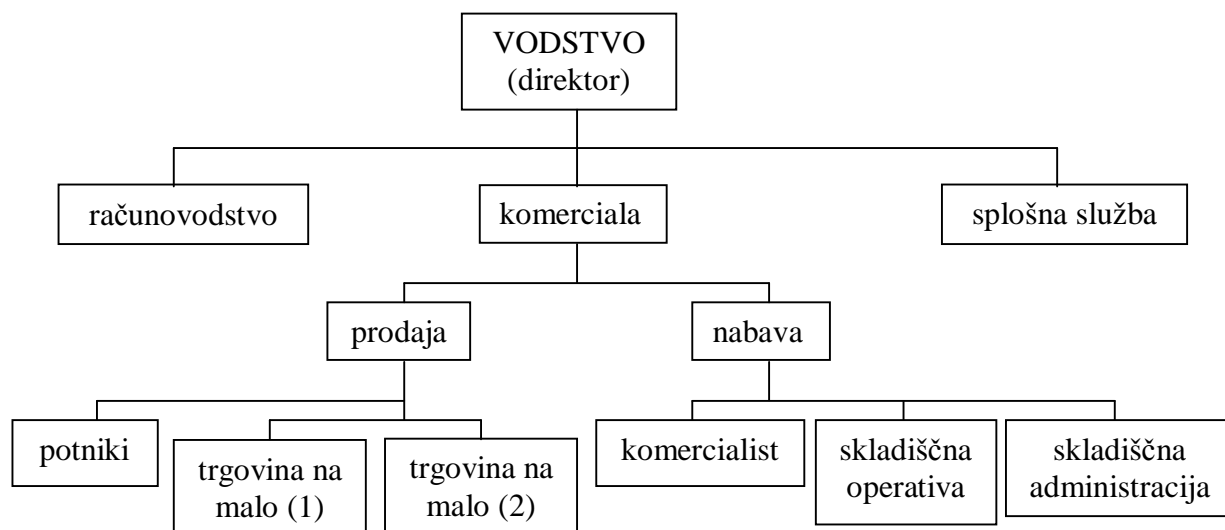 VODSTVO
(direktor)
računovodstvo
komerciala
splošna služba
prodaja
nabava
potniki
trgovina na
malo (1)
trgovina na
malo (2)
komercialist
skladiščna
operativa
skladiščna
administracija